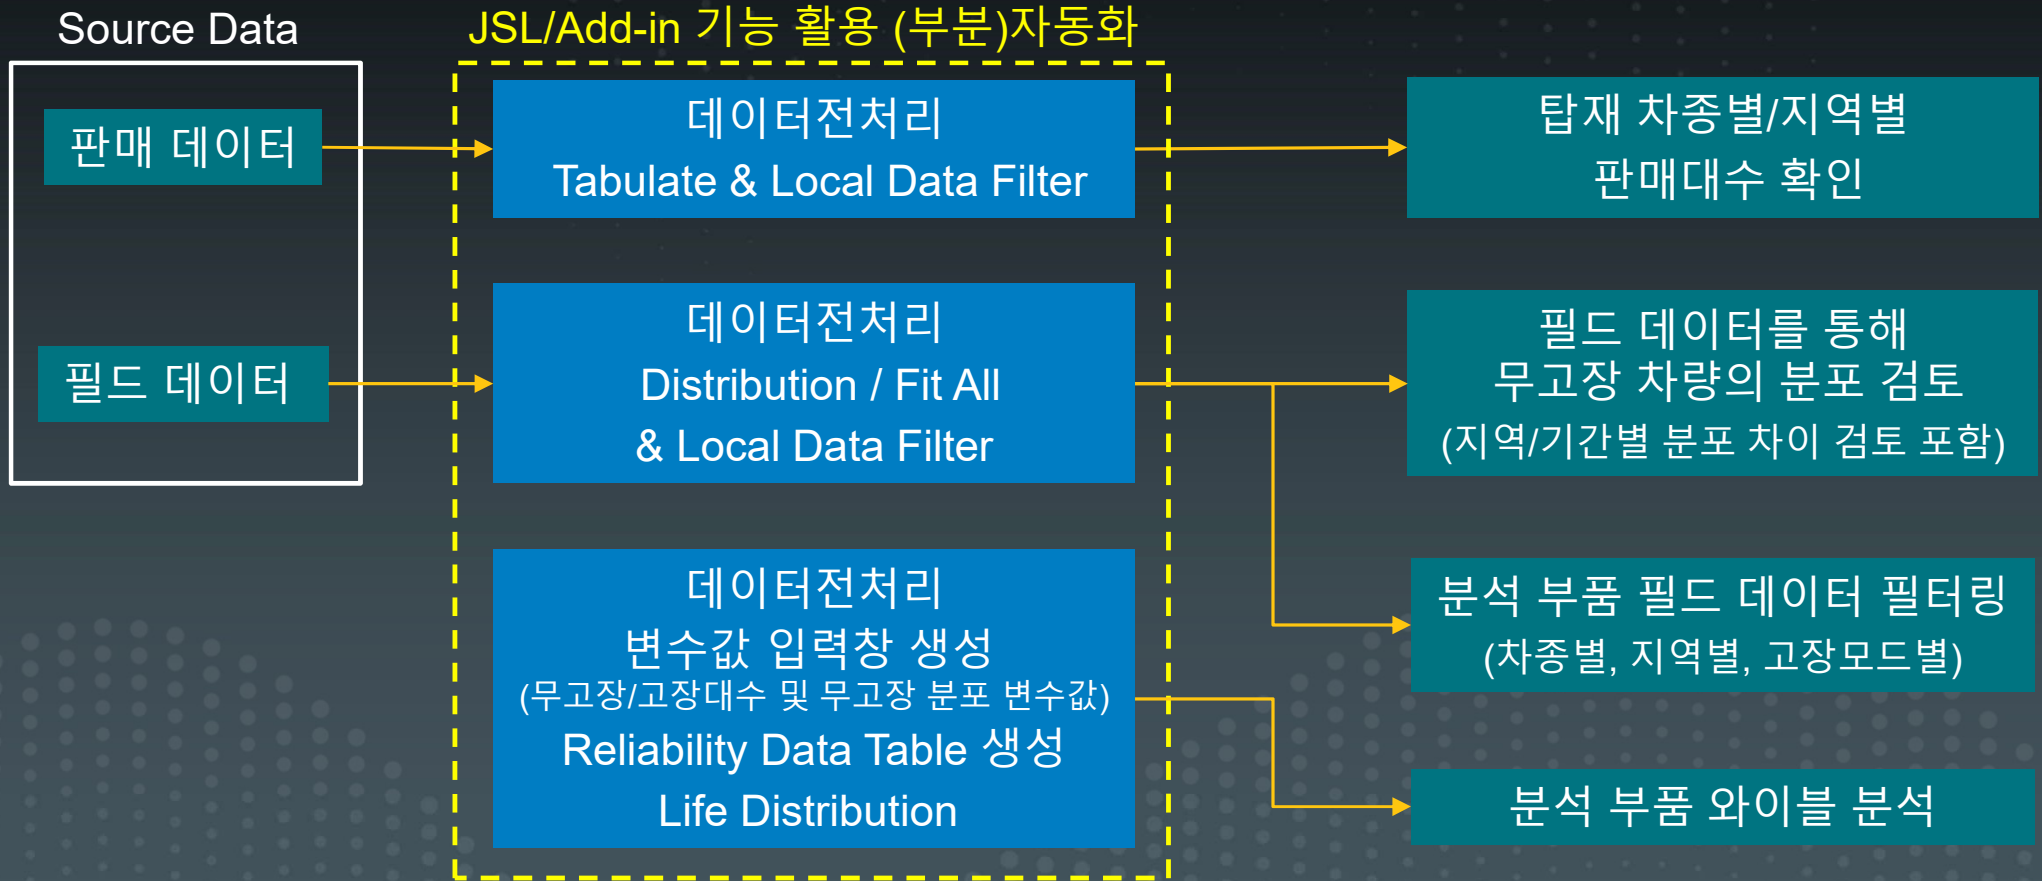 Source Data
JSL/Add-in 기능 활용 (부분)자동화
판매 데이터
데이터전처리
Tabulate & Local Data Filter
탑재 차종별/지역별
판매대수 확인
필드 데이터
데이터전처리
Distribution / Fit All
& Local Data Filter
필드 데이터를 통해
무고장 차량의 분포 검토
(지역/기간별 분포 차이 검토 포함)
데이터전처리
변수값 입력창 생성
(무고장/고장대수 및 무고장 분포 변수값)
Reliability Data Table 생성
Life Distribution
분석 부품 필드 데이터 필터링
(차종별, 지역별, 고장모드별)
분석 부품 와이블 분석